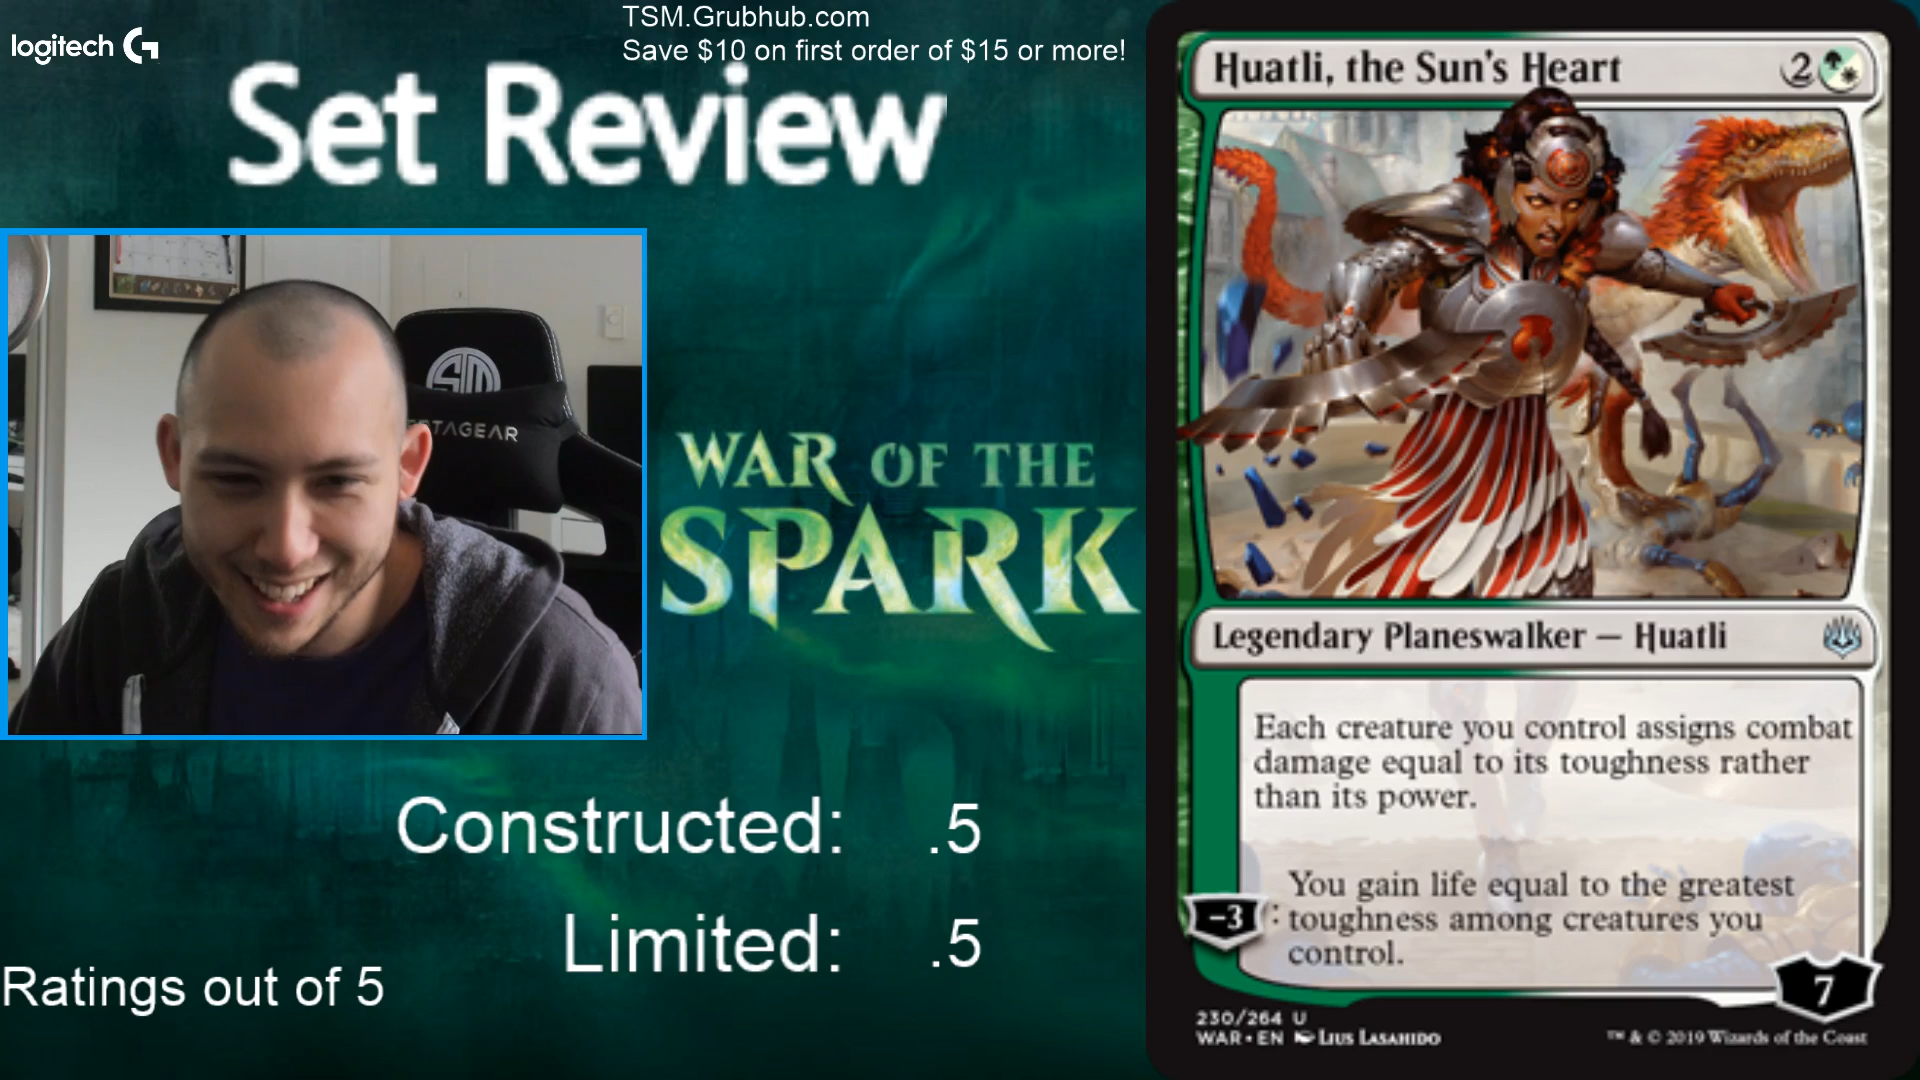 logitech G
TSM.Grubhub.com
Save $10 on first order of $15 or more!
Set Review
TSM
WAR OF THE
SPARK
Constructed: .5
Limited: .5
Ratings out of 5
Huatli, the Sun's Heart 2
Legendary Planeswalker — Huatli
Each creature you control assigns combat
damage equal to its toughness rather
than its power.
You gain life equal to the greatest
-3: toughness among creatures you
control.
7
230/264 U
WAR • EN Lius Lasahido
™ & © 2019 Wizards of the Coast